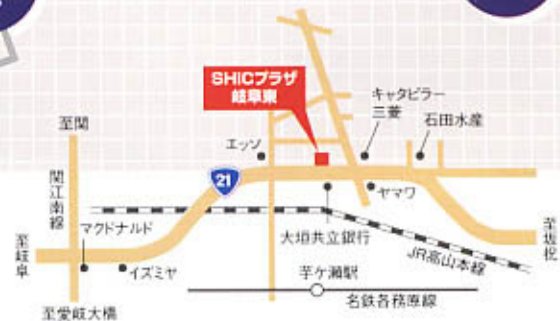 SHICプラザ
岐阜東
キャタピラー
三菱
石田水産
至関
エッソ
21
関江南線
ヤマワ
マクドナルド
大垣共立銀行
至岐阜
至坂祝
イズミヤ
JR高山本線
芋ケ瀬駅
名鉄各務原線
至愛岐大橋